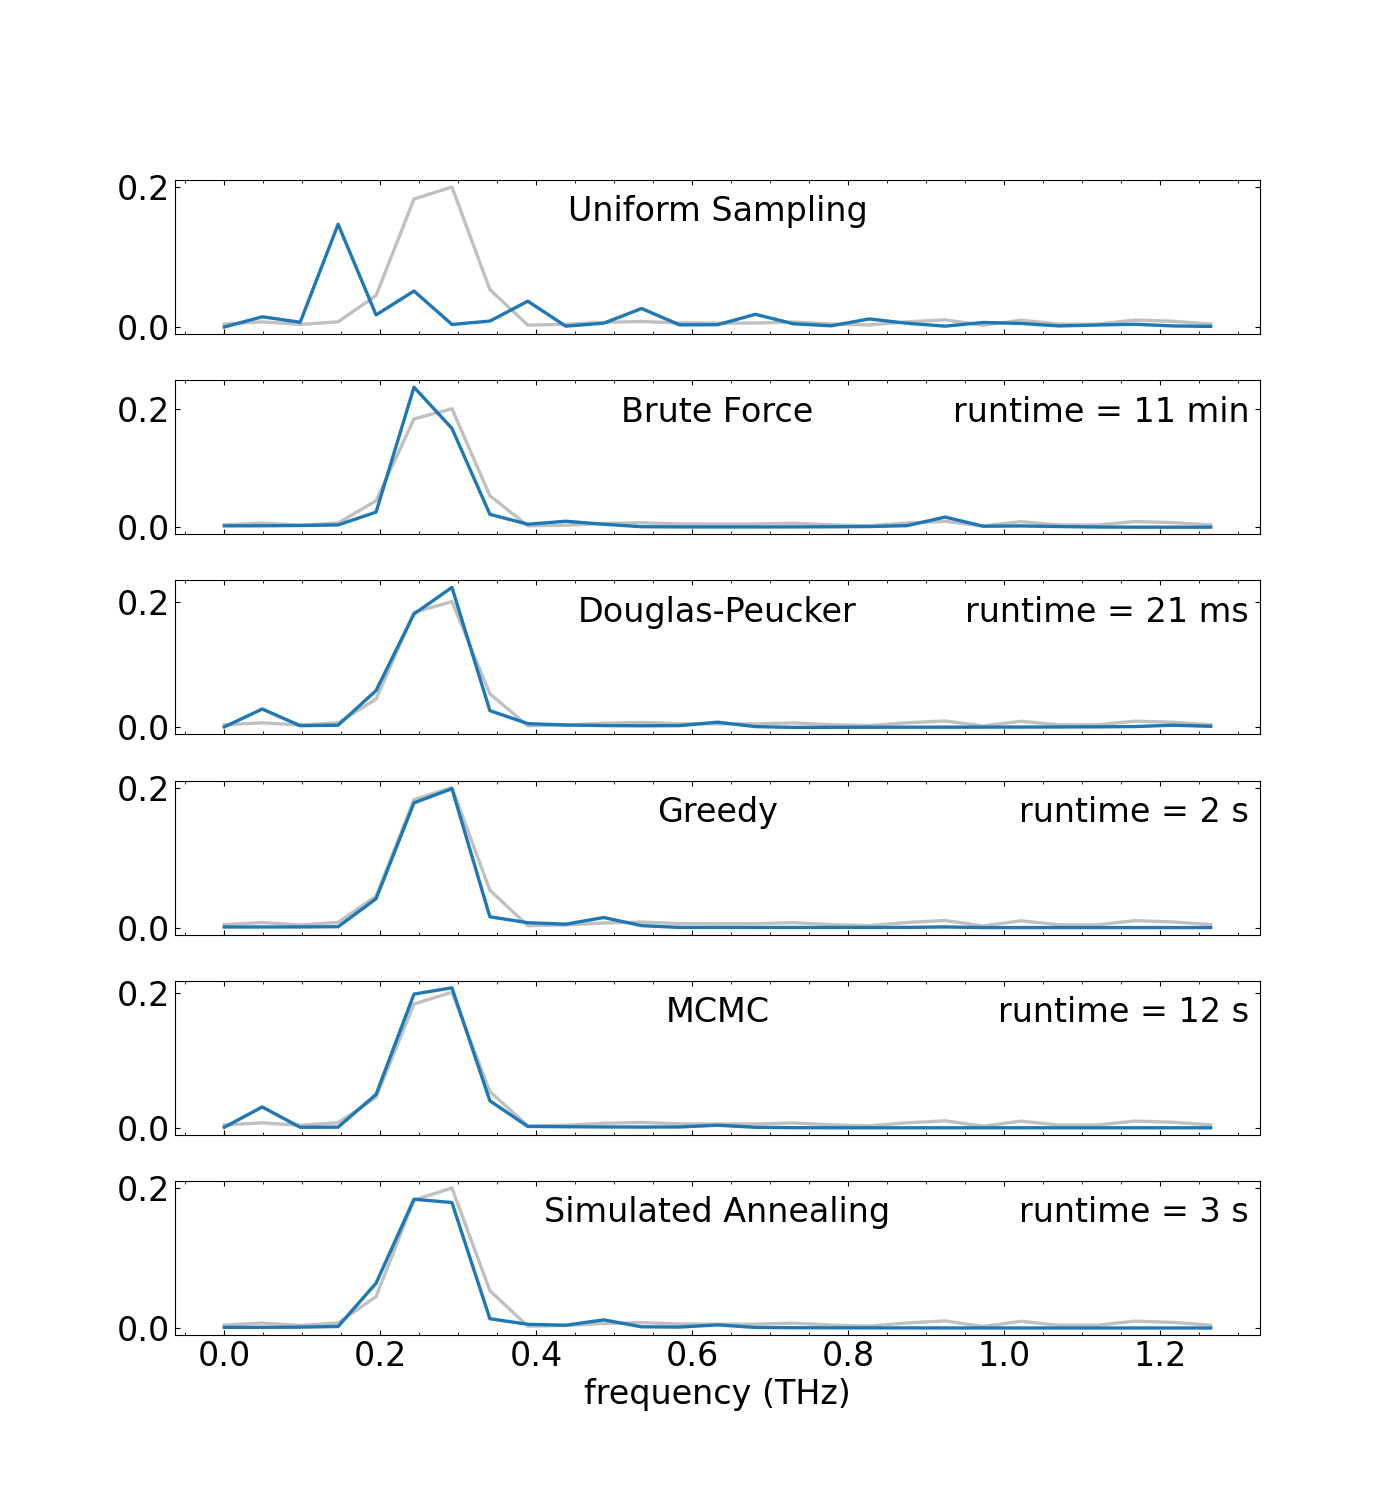 0.2
Uniform Sampling
0.0
0.2
Brute Force runtime = 11 min
0.0
0.2
Douglas-Peucker runtime = 21 ms
0.0
0.2
Greedy runtime = 2 s
0.0
0.2
MCMC runtime = 12 s
0.0
0.2
Simulated Annealing runtime = 3 s
0.0
0.0 0.2 0.4 0.6 0.8 1.0 1.2
frequency (THz)